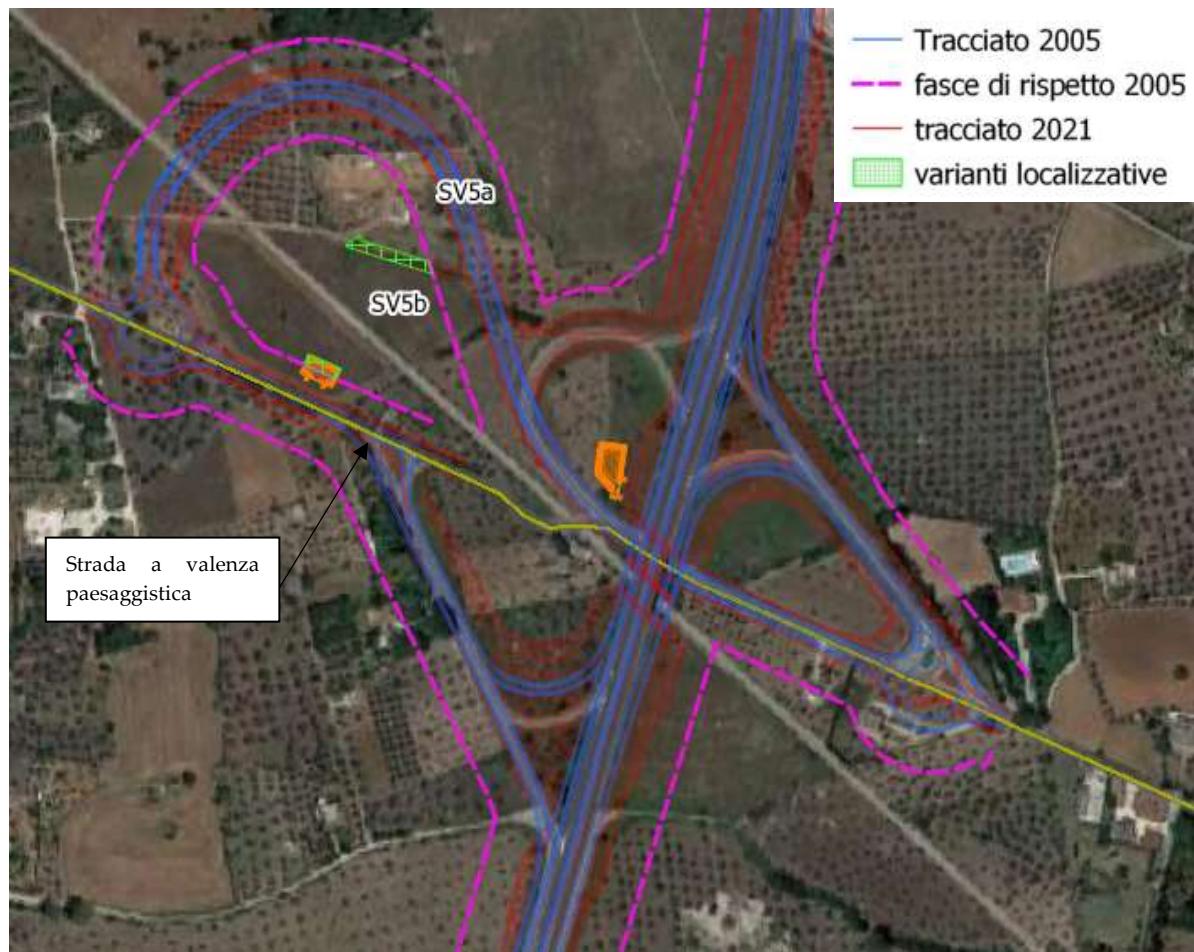 Tracciato 2005
fasce di rispetto 2005
tracciato 2021
varianti localizzative
SV5a
SV5b
Strada a valenza
paesaggistica